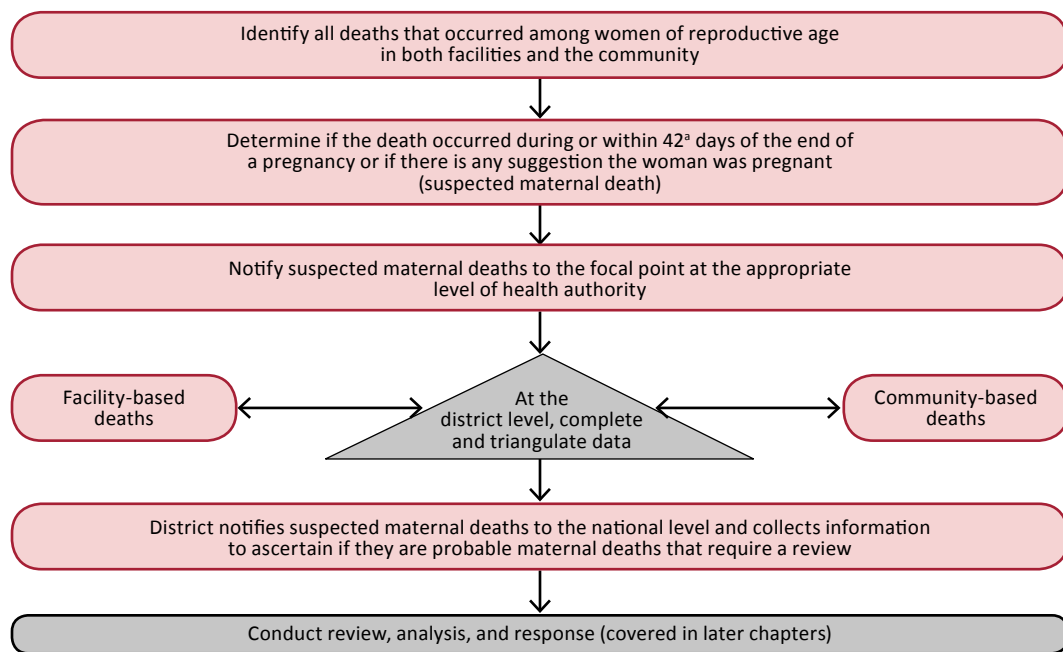 Identify all deaths that occurred among women of reproductive age
in both facilities and the community
Determine if the death occurred during or within 42ᵃ days of the end of
a pregnancy or if there is any suggestion the woman was pregnant
(suspected maternal death)
Notify suspected maternal deaths to the focal point at the appropriate
level of health authority
Facility-based
deaths
At the
district level, complete
and triangulate data
Community-based
deaths
District notifies suspected maternal deaths to the national level and collects information
to ascertain if they are probable maternal deaths that require a review
Conduct review, analysis, and response (covered in later chapters)